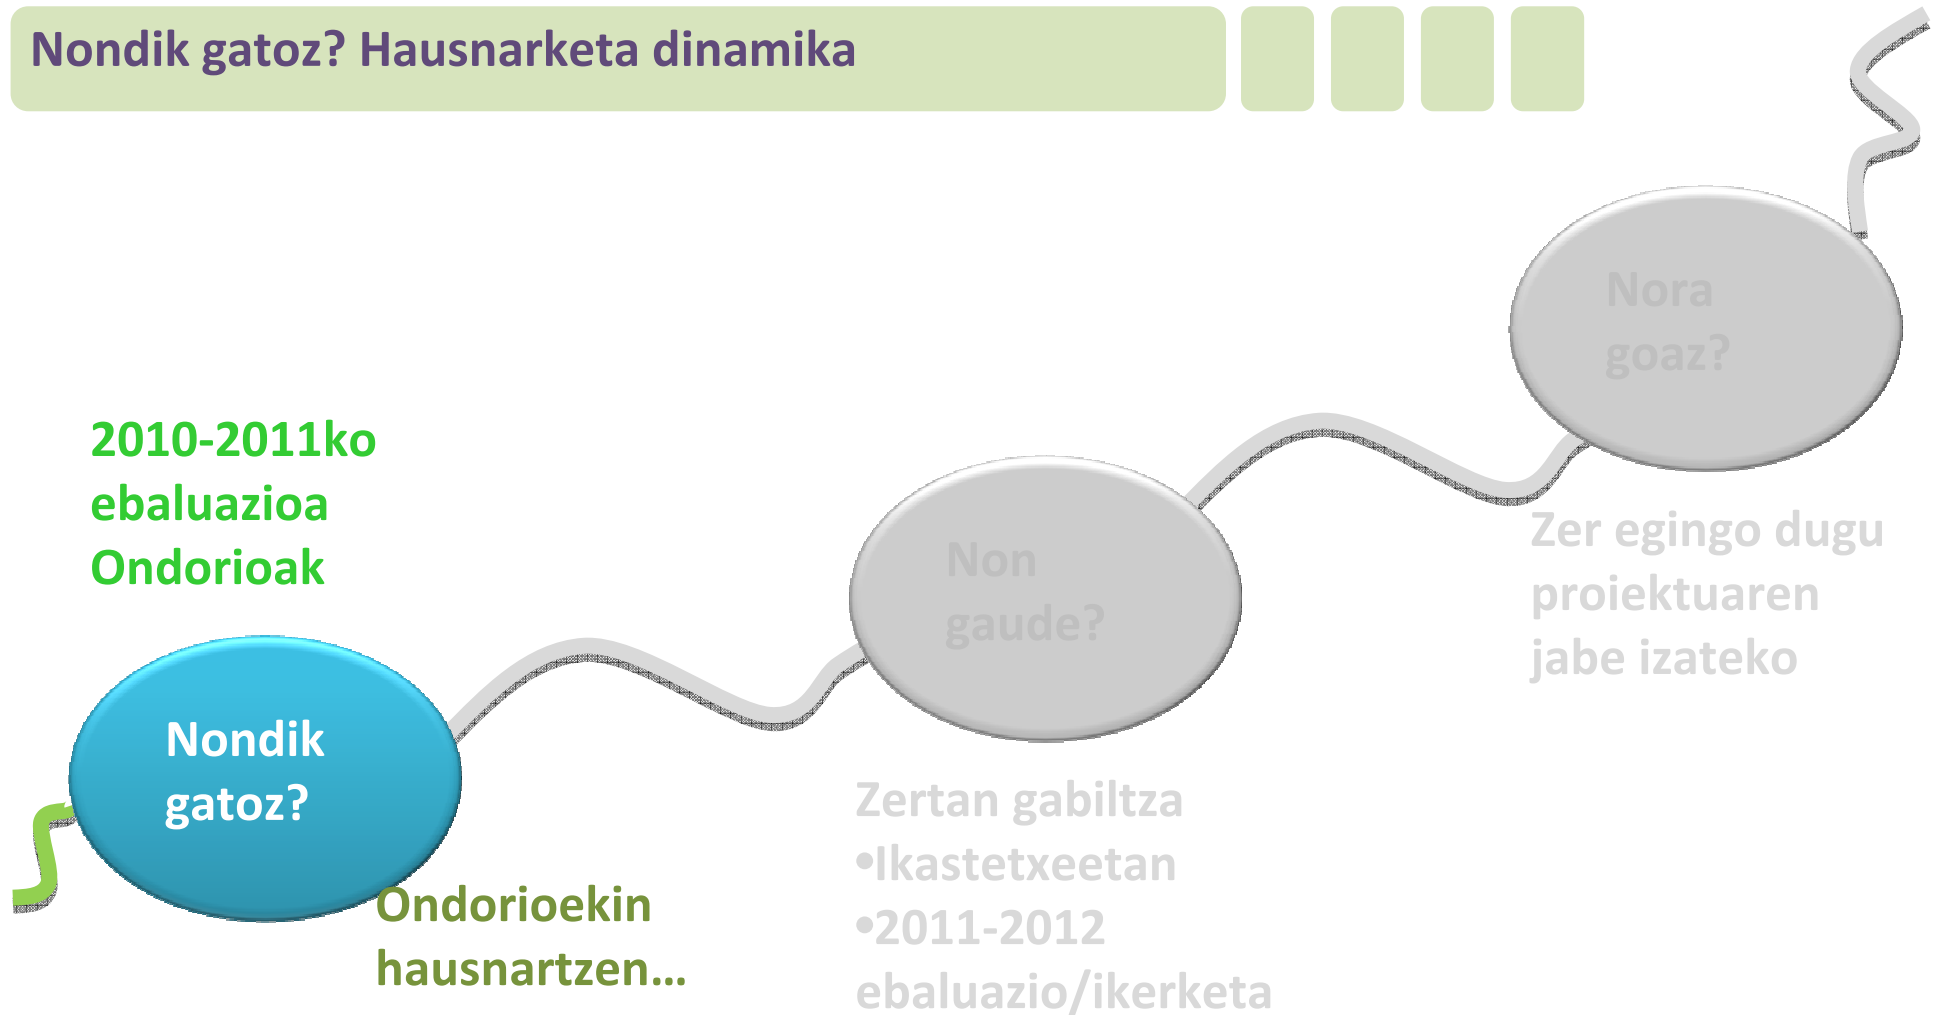 Nondik gatoz? Hausnarketa dinamika
2010-2011ko
ebaluazioa
Ondorioak
Nondik
gatoz?
Ondorioekin
hausnartzen…
Non
gaude?
Zertan gabiltza
•Ikastetxeetan
•2011-2012
ebaluazio/ikerketa
Nora
goaz?
Zer egingo dugu
proiektuaren
jabe izateko